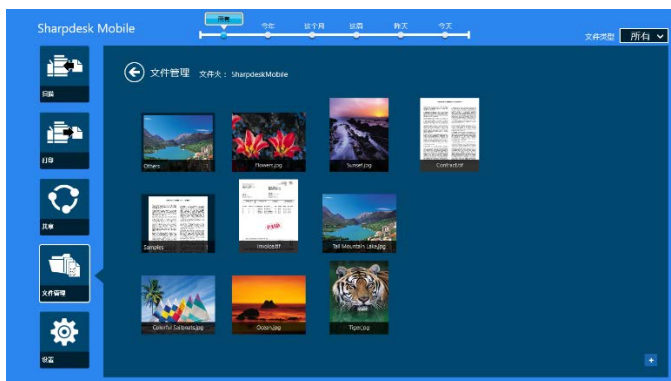 Sharpdesk Mobile
所有 今年 这个月 这周 昨天 今天
文件类型 所有
扫描
打印
共享
文件管理
设置
文件管理 文件夹： SharpdeskMobile
Others Flowers.jpg Sunset.jpg Contract.tif
Samples Invoice.tif Tall Mountain Lake.jpg
Colorful Sailboats.jpg Ocean.jpg Tiger.jpg